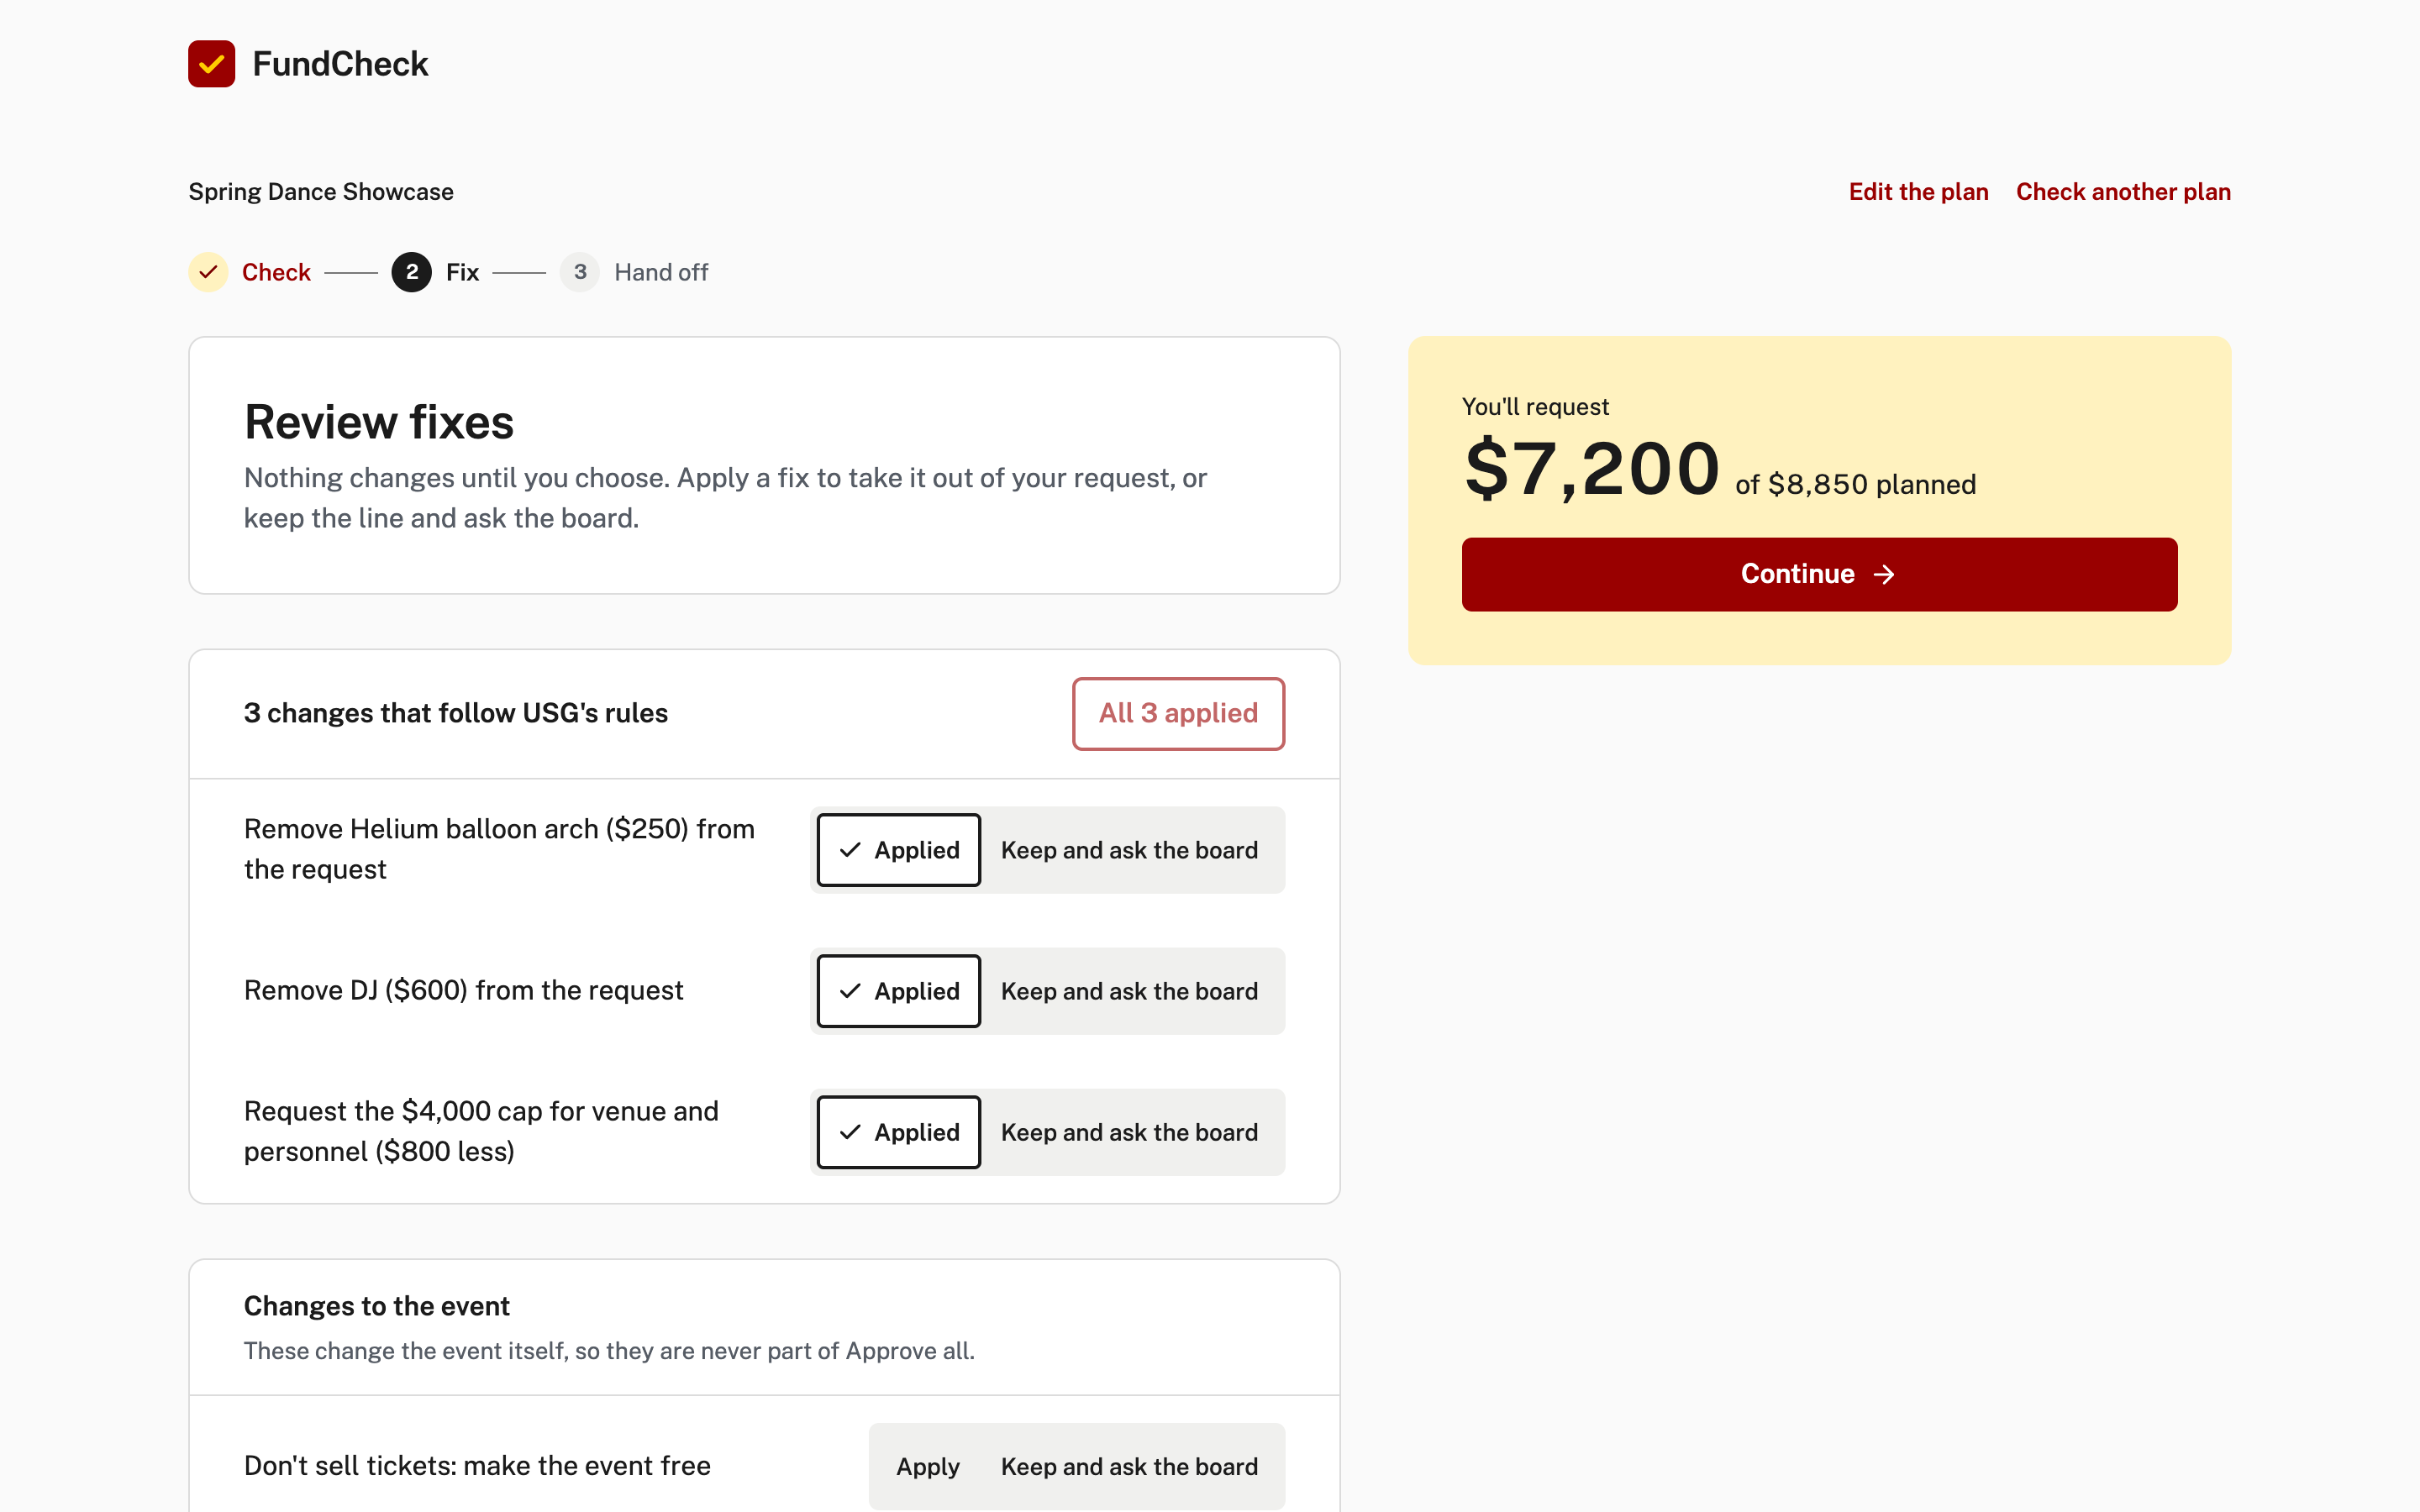 FundCheck
Spring Dance Showcase
Edit the plan
Check another plan
Check
2
Fix
3
Hand off
Review fixes
Nothing changes until you choose. Apply a fix to take it out of your request, or
keep the line and ask the board.
You'll request
$7,200 of $8,850 planned
Continue
3 changes that follow USG's rules
All 3 applied
Remove Helium balloon arch ($250) from
the request
Applied
Keep and ask the board
Remove DJ ($600) from the request
Applied
Keep and ask the board
Request the $4,000 cap for venue and
personnel ($800 less)
Applied
Keep and ask the board
Changes to the event
These change the event itself, so they are never part of Approve all.
Don't sell tickets: make the event free
Apply
Keep and ask the board